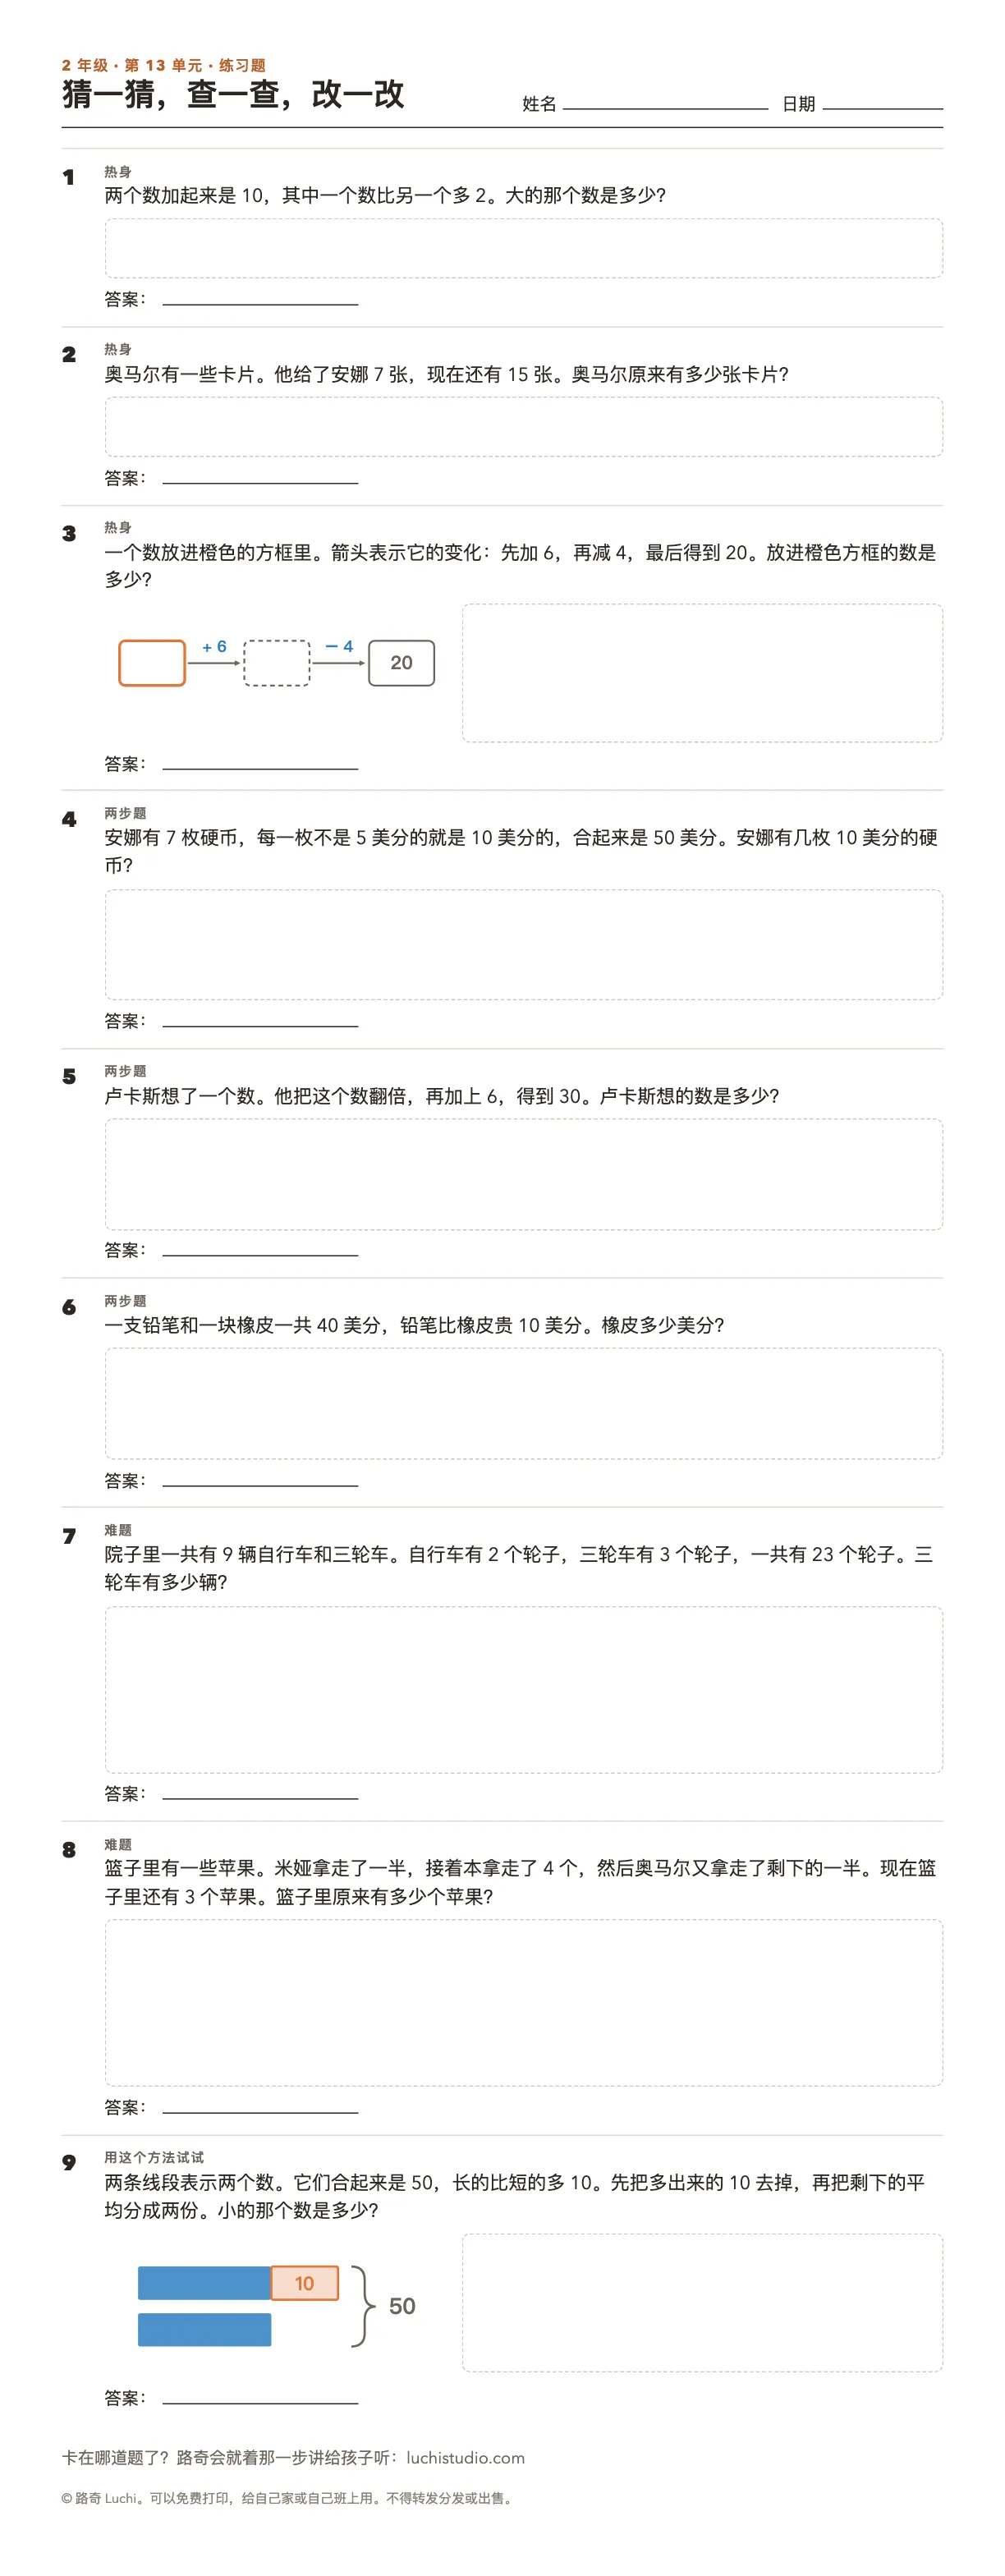 2 年级 · 第 13 单元 · 练习题
猜一猜，查一查，改一改
姓名
日期
1
热身
两个数加起来是 10，其中一个数比另一个多 2。大的那个数是多少？
答案：
2
热身
奥马尔有一些卡片。他给了安娜 7 张，现在还有 15 张。奥马尔原来有多少张卡片？
答案：
3
热身
一个数放进橙色的方框里。箭头表示它的变化：先加 6，再减 4，最后得到 20。放进橙色方框的数是
多少？
+ 6
− 4
20
答案：
4
两步题
安娜有 7 枚硬币，每一枚不是 5 美分的就是 10 美分的，合起来是 50 美分。安娜有几枚 10 美分的硬
币？
答案：
5
两步题
卢卡斯想了一个数。他把这个数翻倍，再加上 6，得到 30。卢卡斯想的数是多少？
答案：
6
两步题
一支铅笔和一块橡皮一共 40 美分，铅笔比橡皮贵 10 美分。橡皮多少美分？
答案：
7
难题
院子里一共有 9 辆自行车和三轮车。自行车有 2 个轮子，三轮车有 3 个轮子，一共有 23 个轮子。三
轮车有多少辆？
答案：
8
难题
篮子里有一些苹果。米娅拿走了一半，接着本拿走了 4 个，然后奥马尔又拿走了剩下的一半。现在篮
子里还有 3 个苹果。篮子里原来有多少个苹果？
答案：
9
用这个方法试试
两条线段表示两个数。它们合起来是 50，长的比短的多 10。先把多出来的 10 去掉，再把剩下的平
均分成两份。小的那个数是多少？
10
50
答案：
卡在哪道题了？路奇会就着那一步讲给孩子听：luchistudio.com
© 路奇 Luchi。可以免费打印，给自己家或自己班上用。不得转发分发或出售。